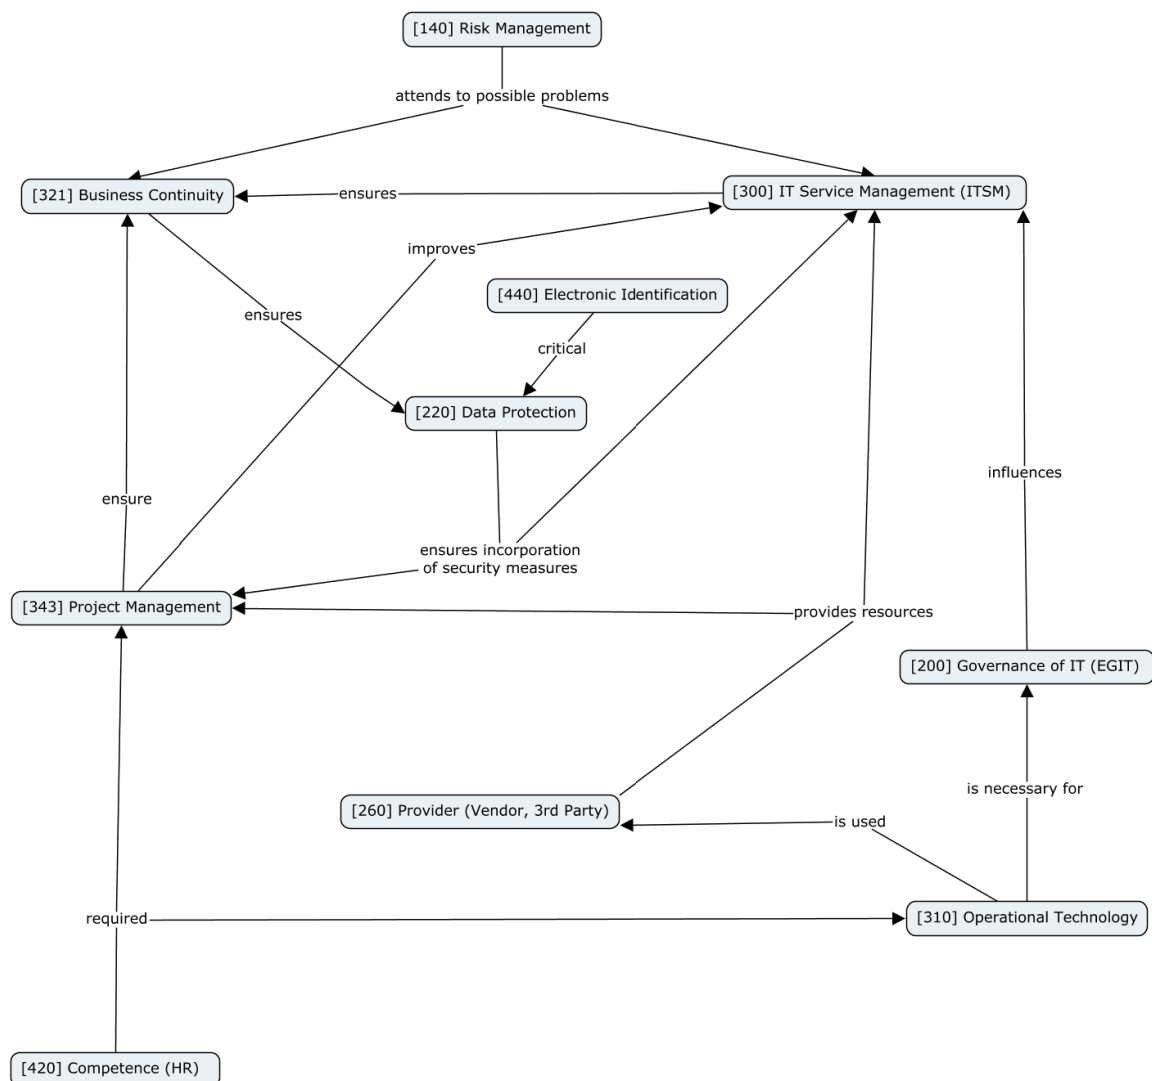 [140] Risk Management
attends to possible problems
[321] Business Continuity
ensures
[300] IT Service Management (ITSM)
improves
[440] Electronic Identification
ensures
critical
[220] Data Protection
influences
ensure
ensures incorporation
of security measures
[343] Project Management
provides resources
[200] Governance of IT (EGIT)
is necessary for
[260] Provider (Vendor, 3rd Party)
is used
required
[310] Operational Technology
[420] Competence (HR)